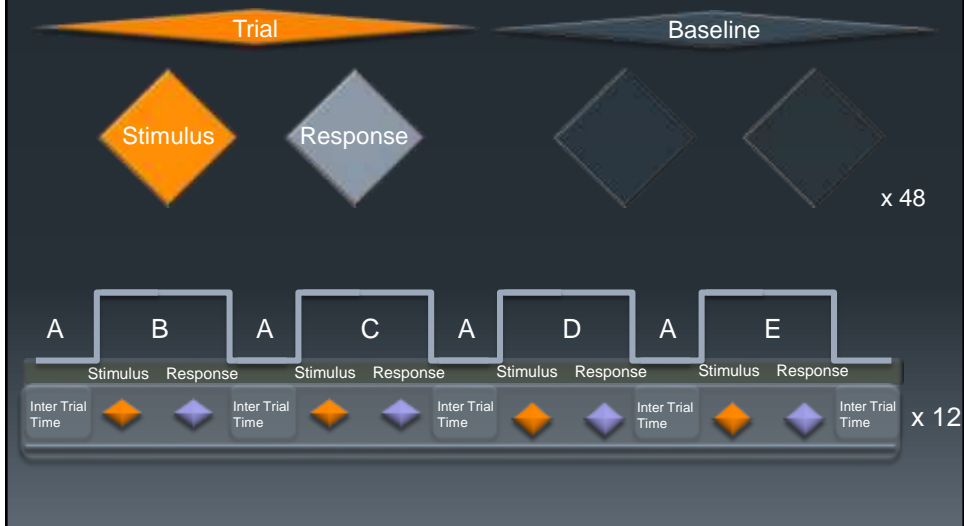 Trial Baseline
Stimulus Response
x 48
A B A C A D A E
Stimulus Response Stimulus Response Stimulus Response Stimulus Response
Inter Trial Inter Trial Inter Trial Inter Trial Inter Trial
Time Time Time Time Time
x 12